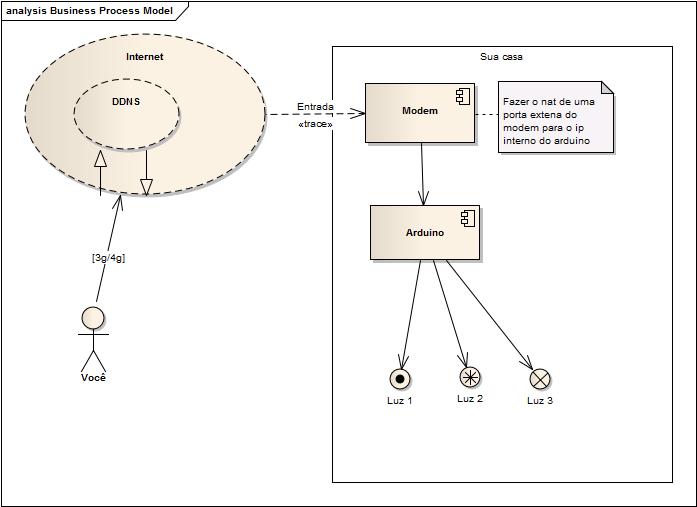 analysis Business Process Model
Internet
DDNS
[3g/4g]
Você
Entrada
«trace»
Sua casa
Modem
Fazer o nat de uma
porta extena do
modem para o ip
interno do arduino
Arduino
Luz 1
Luz 2
Luz 3